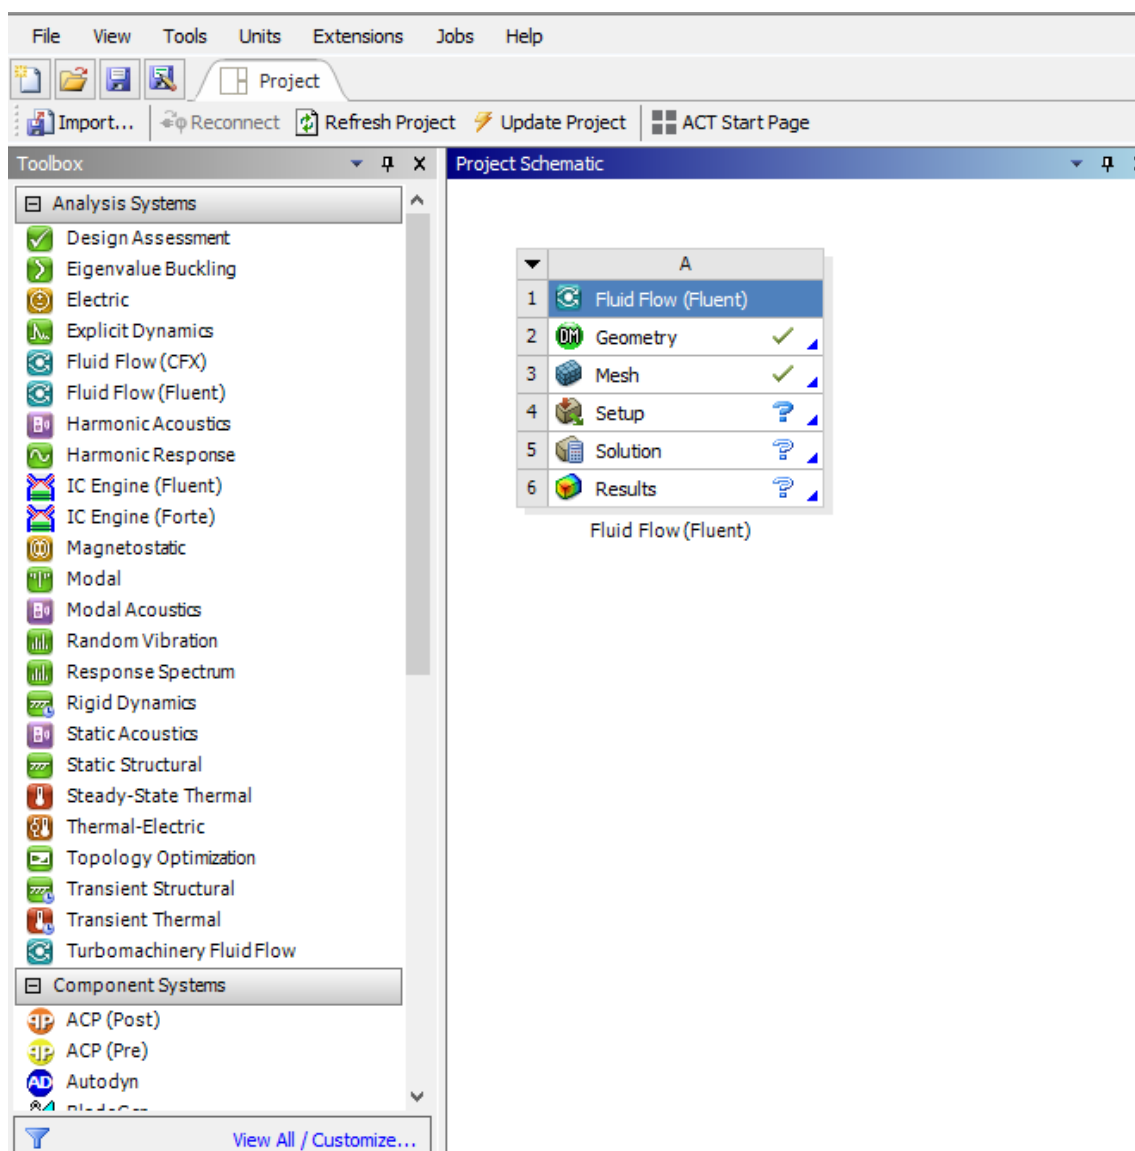 File View Tools Units Extensions Jobs Help
Project
Import... Reconnect Refresh Project Update Project ACT Start Page
Toolbox
Project Schematic
Analysis Systems
Design Assessment
Eigenvalue Buckling
Electric
Explicit Dynamics
Fluid Flow (CFX)
Fluid Flow (Fluent)
Harmonic Acoustics
Harmonic Response
IC Engine (Fluent)
IC Engine (Forte)
Magnetostatic
Modal
Modal Acoustics
Random Vibration
Response Spectrum
Rigid Dynamics
Static Acoustics
Static Structural
Steady-State Thermal
Thermal-Electric
Topology Optimization
Transient Structural
Transient Thermal
Turbomachinery Fluid Flow
Component Systems
ACP (Post)
ACP (Pre)
AD Autodyn
View All / Customize...
A
1 Fluid Flow (Fluent)
2 DM Geometry
3 Mesh
4 Setup ?
5 Solution ?
6 Results ?
Fluid Flow (Fluent)